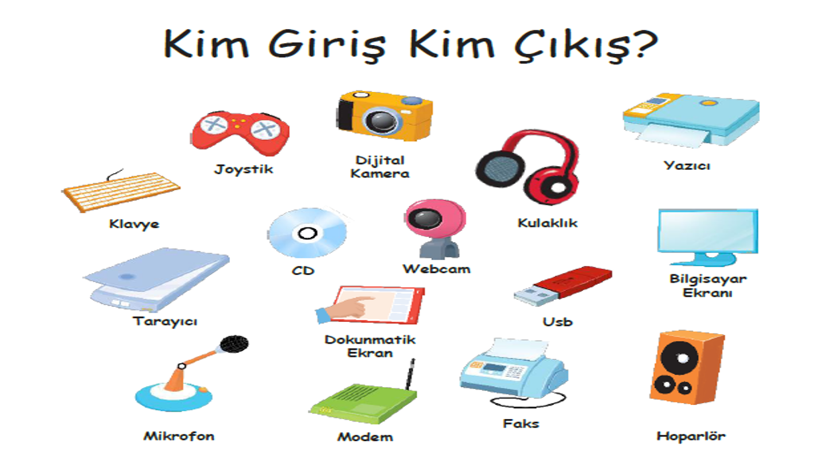 Kim Giriş Kim Çıkış?
Joystik
Dijital
Kamera
Yazıcı
Klavye
Kulaklık
CD
Webcam
Bilgisayar
Ekranı
Tarayıcı
Dokunmatik
Ekran
Usb
Mikrofon
Modem
Faks
Hoparlör